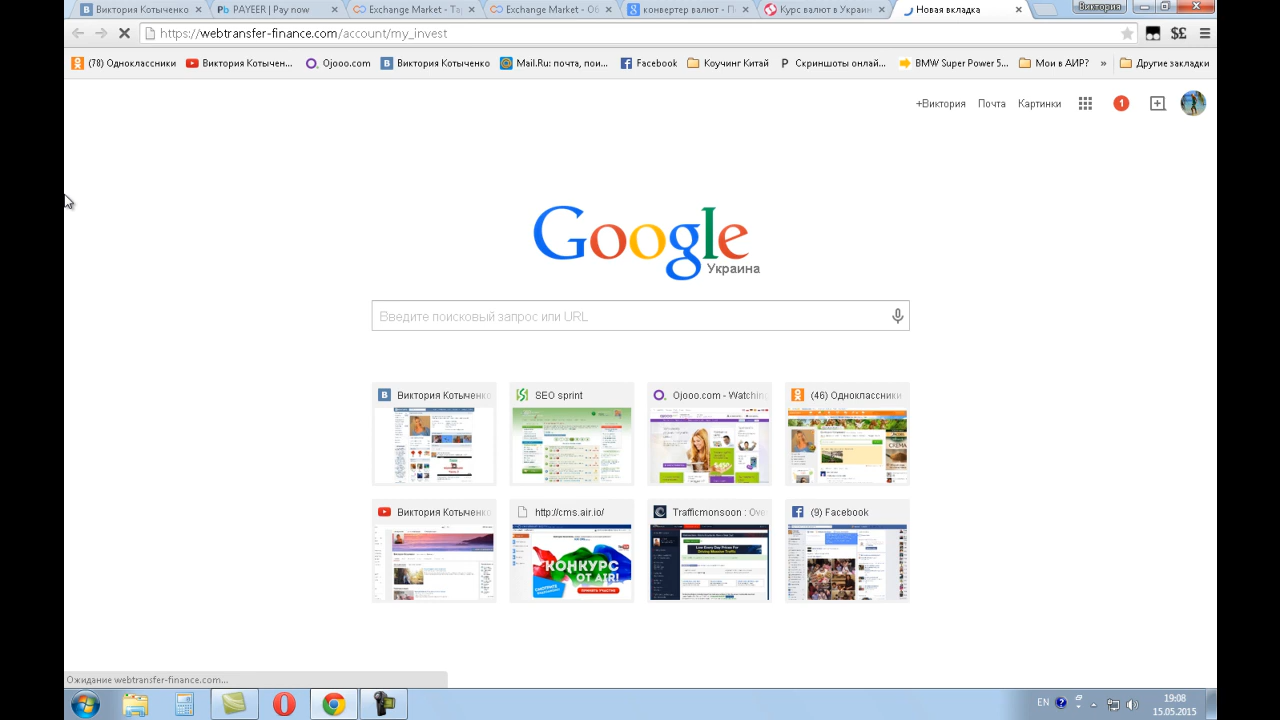 Виктория Котыченко
PAYEER | Pay now
Exchange Market - Та
Exchange Market - Об
конвертер валют - П
Курс валют в Украин
Новая вкладка
Виктория
https://webtransfer-finance.com/account/my_invest
(78) Одноклассники
Виктория Котычен...
Ojooo.com
Виктория Котыченко
Mail.Ru: почта, пои...
Facebook
Коучинг Китай
Скриншоты онлай...
BMW Super Power 5...
Мои в АИР?
»
Другие закладки
+Виктория Почта Картинки
1
Google
Украина
Введите поисковый запрос или URL
Виктория Котыченко
SEO sprint
Ojooo.com - Watching
(46) Одноклассники
Виктория Котыченко
http://cms.air.io/
Trafficmonsoon : Ove
(9) Facebook
КОНКУРС
ОТ AIR!
Ожидание webtransfer-finance.com...
EN
19:08
15.05.2015